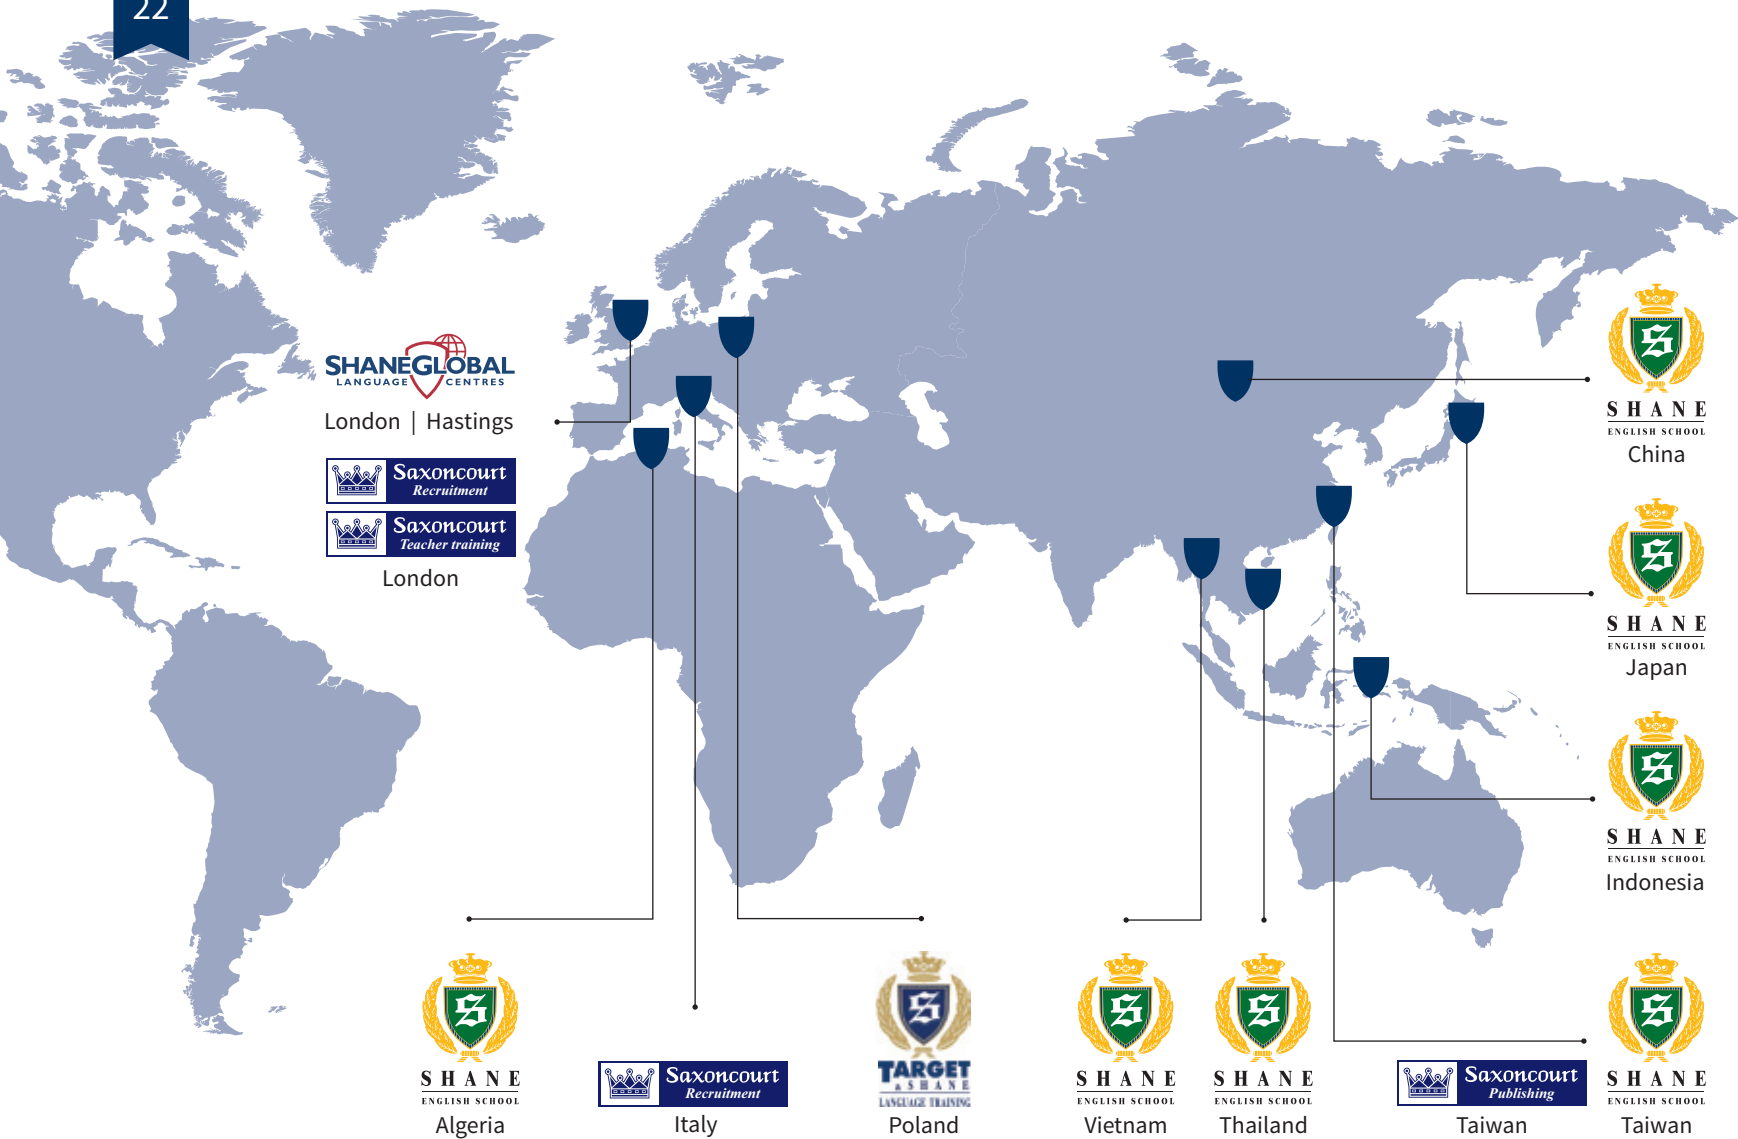 22
SHANEGLOBAL
LANGUAGE CENTRES
London | Hastings
Saxoncourt
Recruitment
Saxoncourt
Teacher training
London
S
SHANE
ENGLISH SCHOOL
China
S
SHANE
ENGLISH SCHOOL
Japan
S
SHANE
ENGLISH SCHOOL
Indonesia
S
SHANE
ENGLISH SCHOOL
Algeria
Saxoncourt
Recruitment
Italy
S
TARGET
& SHANE
LANGUAGE TRAINING
Poland
S
SHANE
ENGLISH SCHOOL
Vietnam
S
SHANE
ENGLISH SCHOOL
Thailand
Saxoncourt
Publishing
Taiwan
S
SHANE
ENGLISH SCHOOL
Taiwan